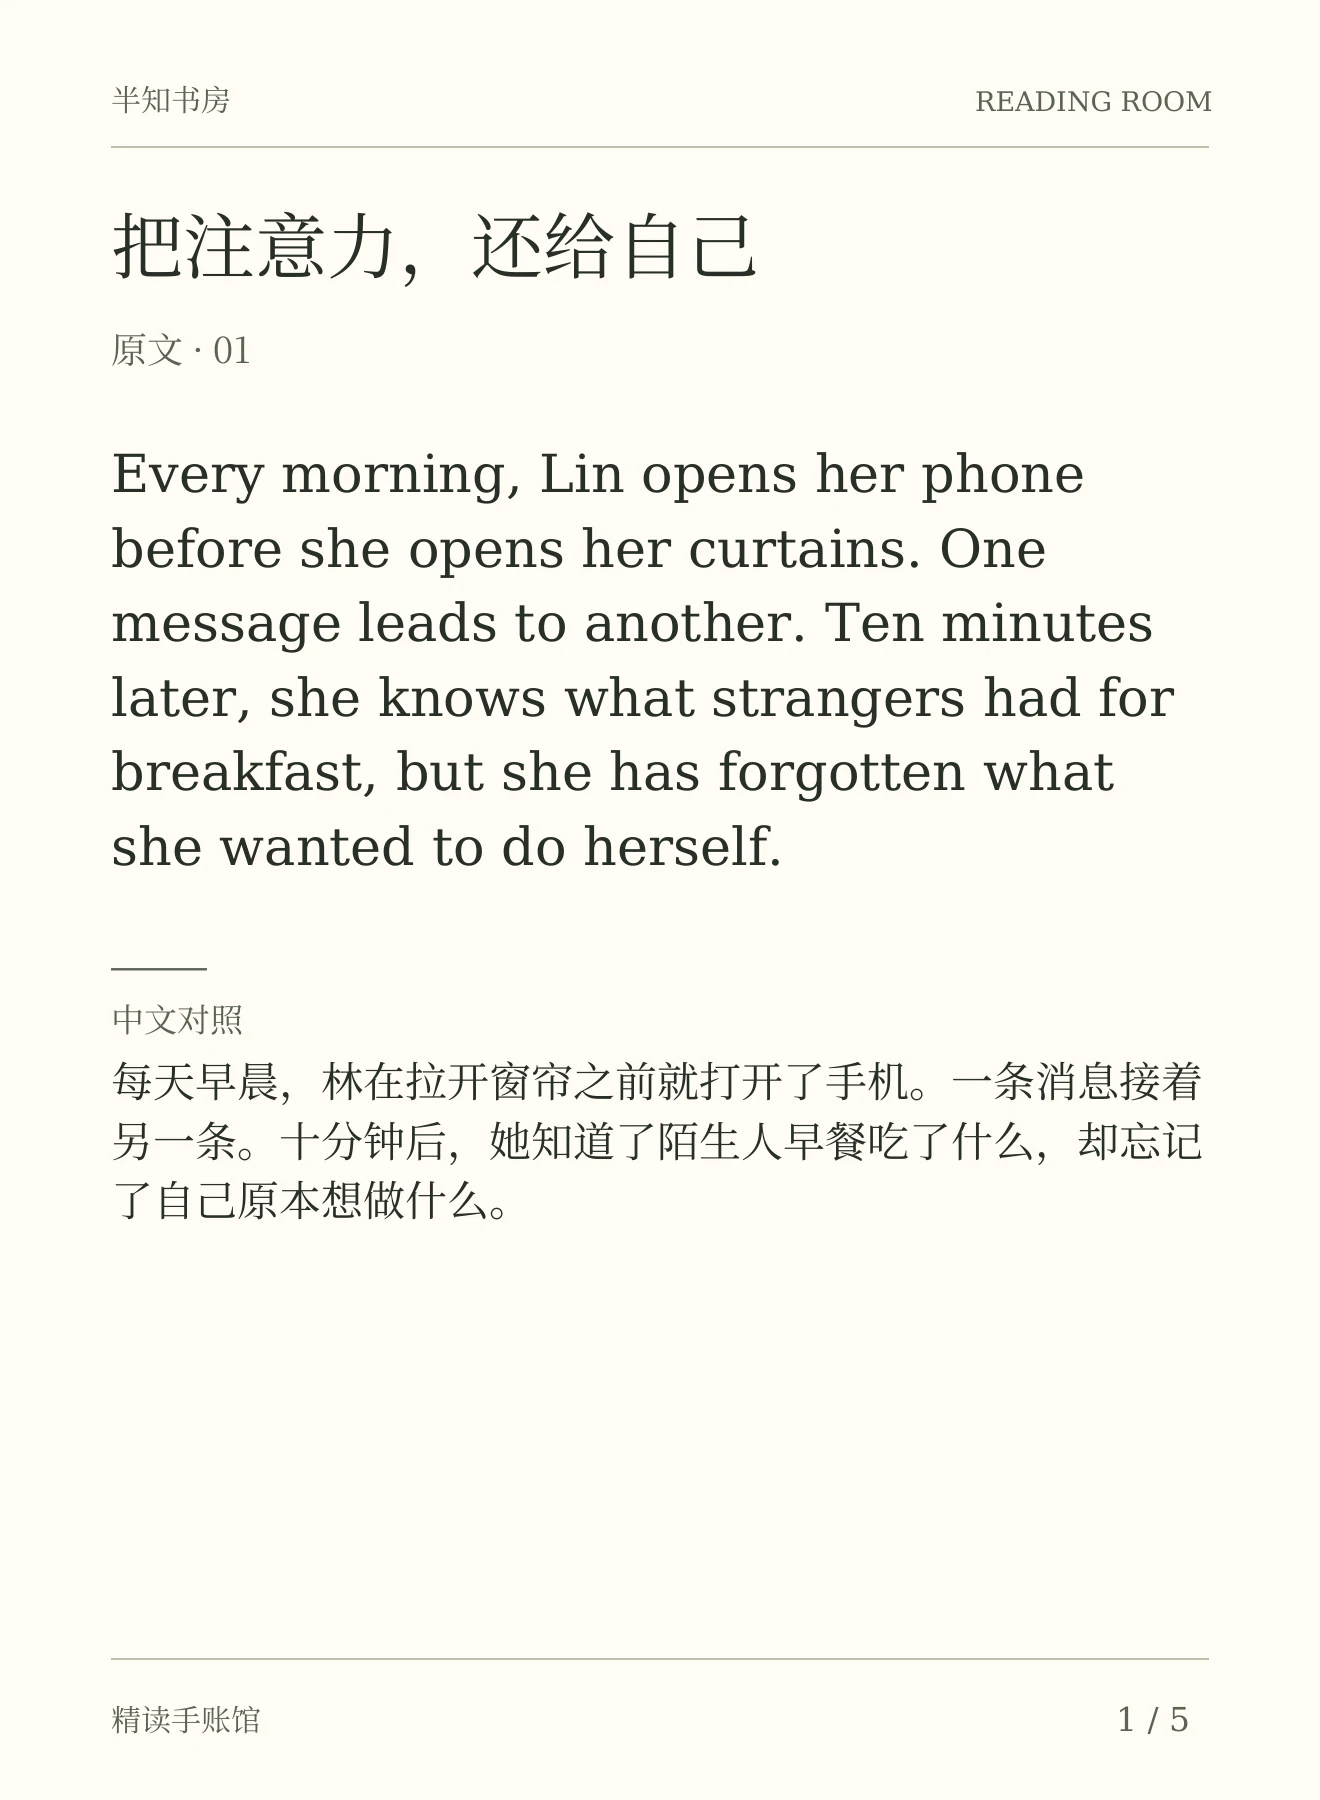 半知书房
READING ROOM
把注意力，还给自己
原文 · 01
Every morning, Lin opens her phone
before she opens her curtains. One
message leads to another. Ten minutes
later, she knows what strangers had for
breakfast, but she has forgotten what
she wanted to do herself.
中文对照
每天早晨，林在拉开窗帘之前就打开了手机。一条消息接着
另一条。十分钟后，她知道了陌生人早餐吃了什么，却忘记
了自己原本想做什么。
精读手账馆
1 / 5